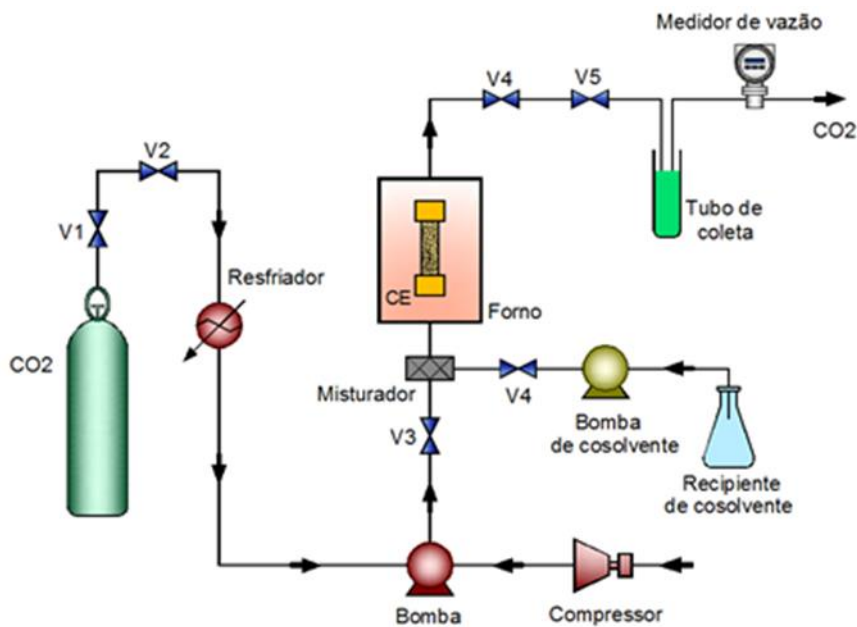 Medidor de vazão
V4
V5
CO2
V2
V1
Tubo de
coleta
Resfriador
CE
Forno
CO2
Misturador
V4
Bomba
de cosolvente
V3
Recipiente
de cosolvente
Bomba
Compressor